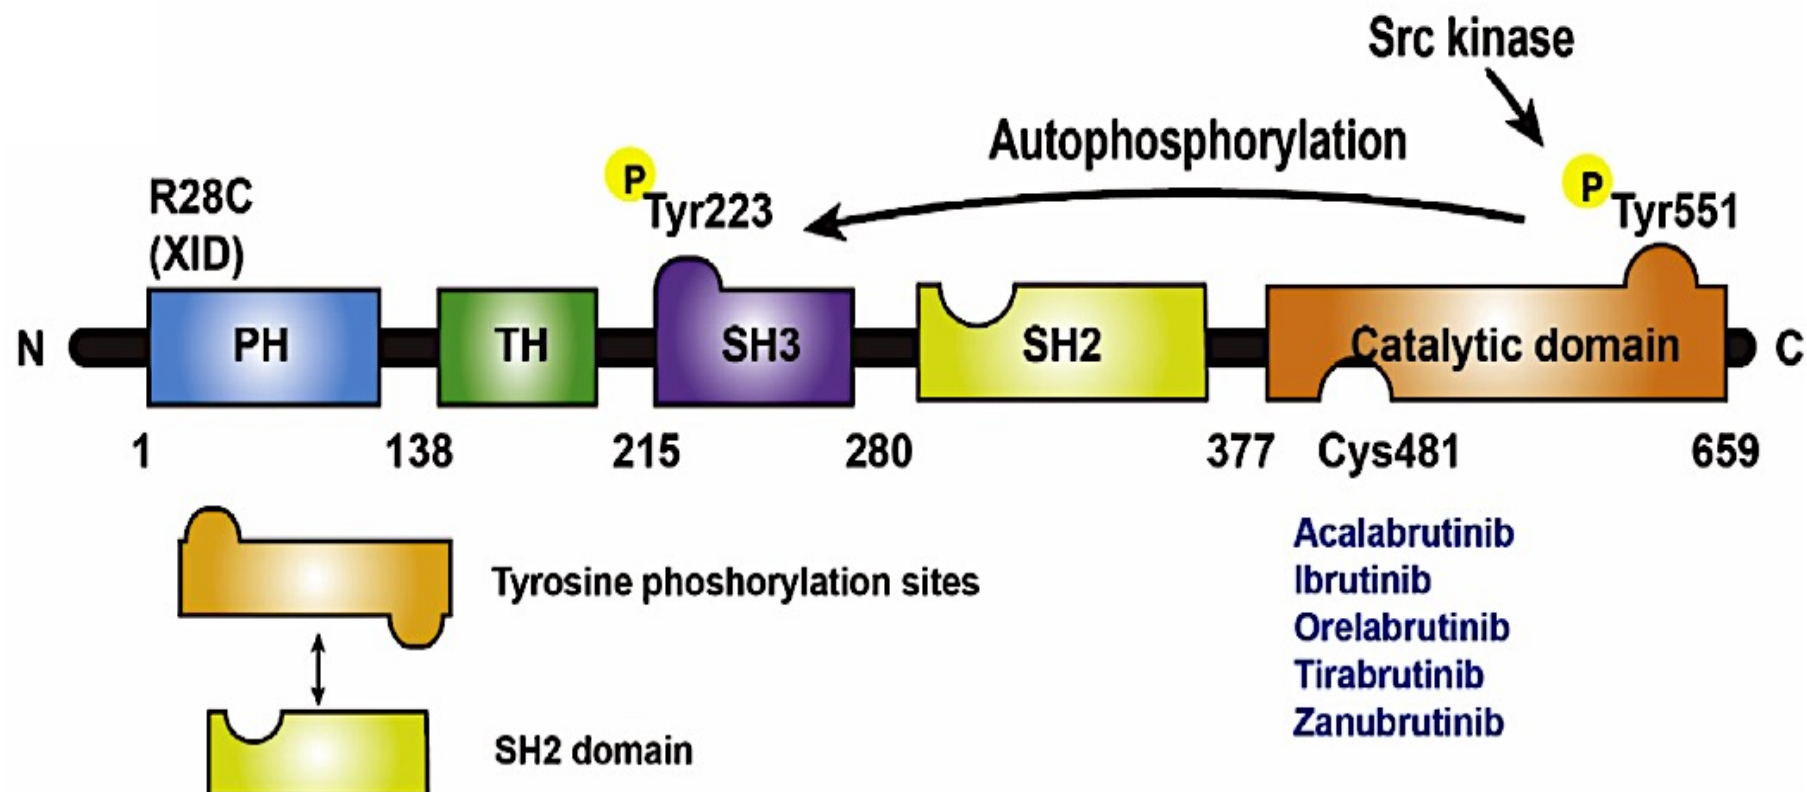 Src kinase
Autophosphorylation
P
Tyr223
P
Tyr551
R28C
(XID)
N
PH
TH
SH3
SH2
Catalytic domain
C
1
138
215
280
377
Cys481
659
Acalabrutinib
Ibrutinib
Orelabrutinib
Tirabrutinib
Zanubrutinib
Tyrosine phoshorylation sites
SH2 domain